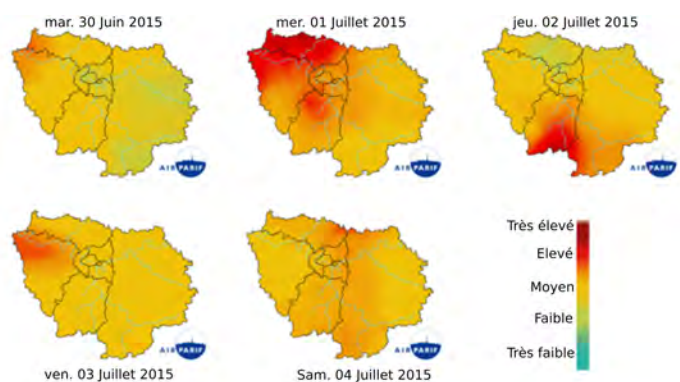 mar. 30 Juin 2015
mer. 01 Juillet 2015
jeu. 02 Juillet 2015
AIRPARIF
AIRPARIF
AIRPARIF
Très élevé
Elevé
Moyen
Faible
Très faible
AIRPARIF
AIRPARIF
ven. 03 Juillet 2015
Sam. 04 Juillet 2015